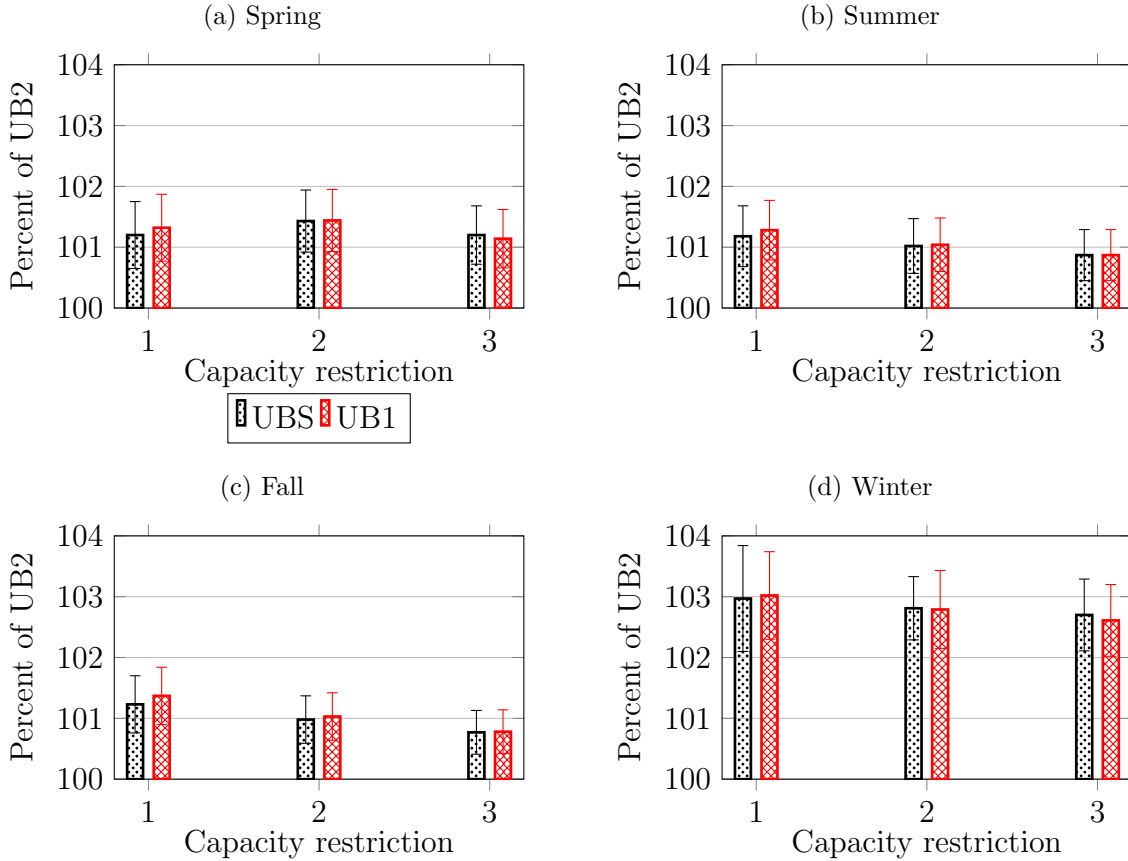 (a) Spring
Percent of UB2
104
103
102
101
100
1 2 3
Capacity restriction
UBS UB1
(b) Summer
Percent of UB2
104
103
102
101
100
1 2 3
Capacity restriction
(c) Fall
Percent of UB2
104
103
102
101
100
1 2 3
Capacity restriction
(d) Winter
Percent of UB2
104
103
102
101
100
1 2 3
Capacity restriction